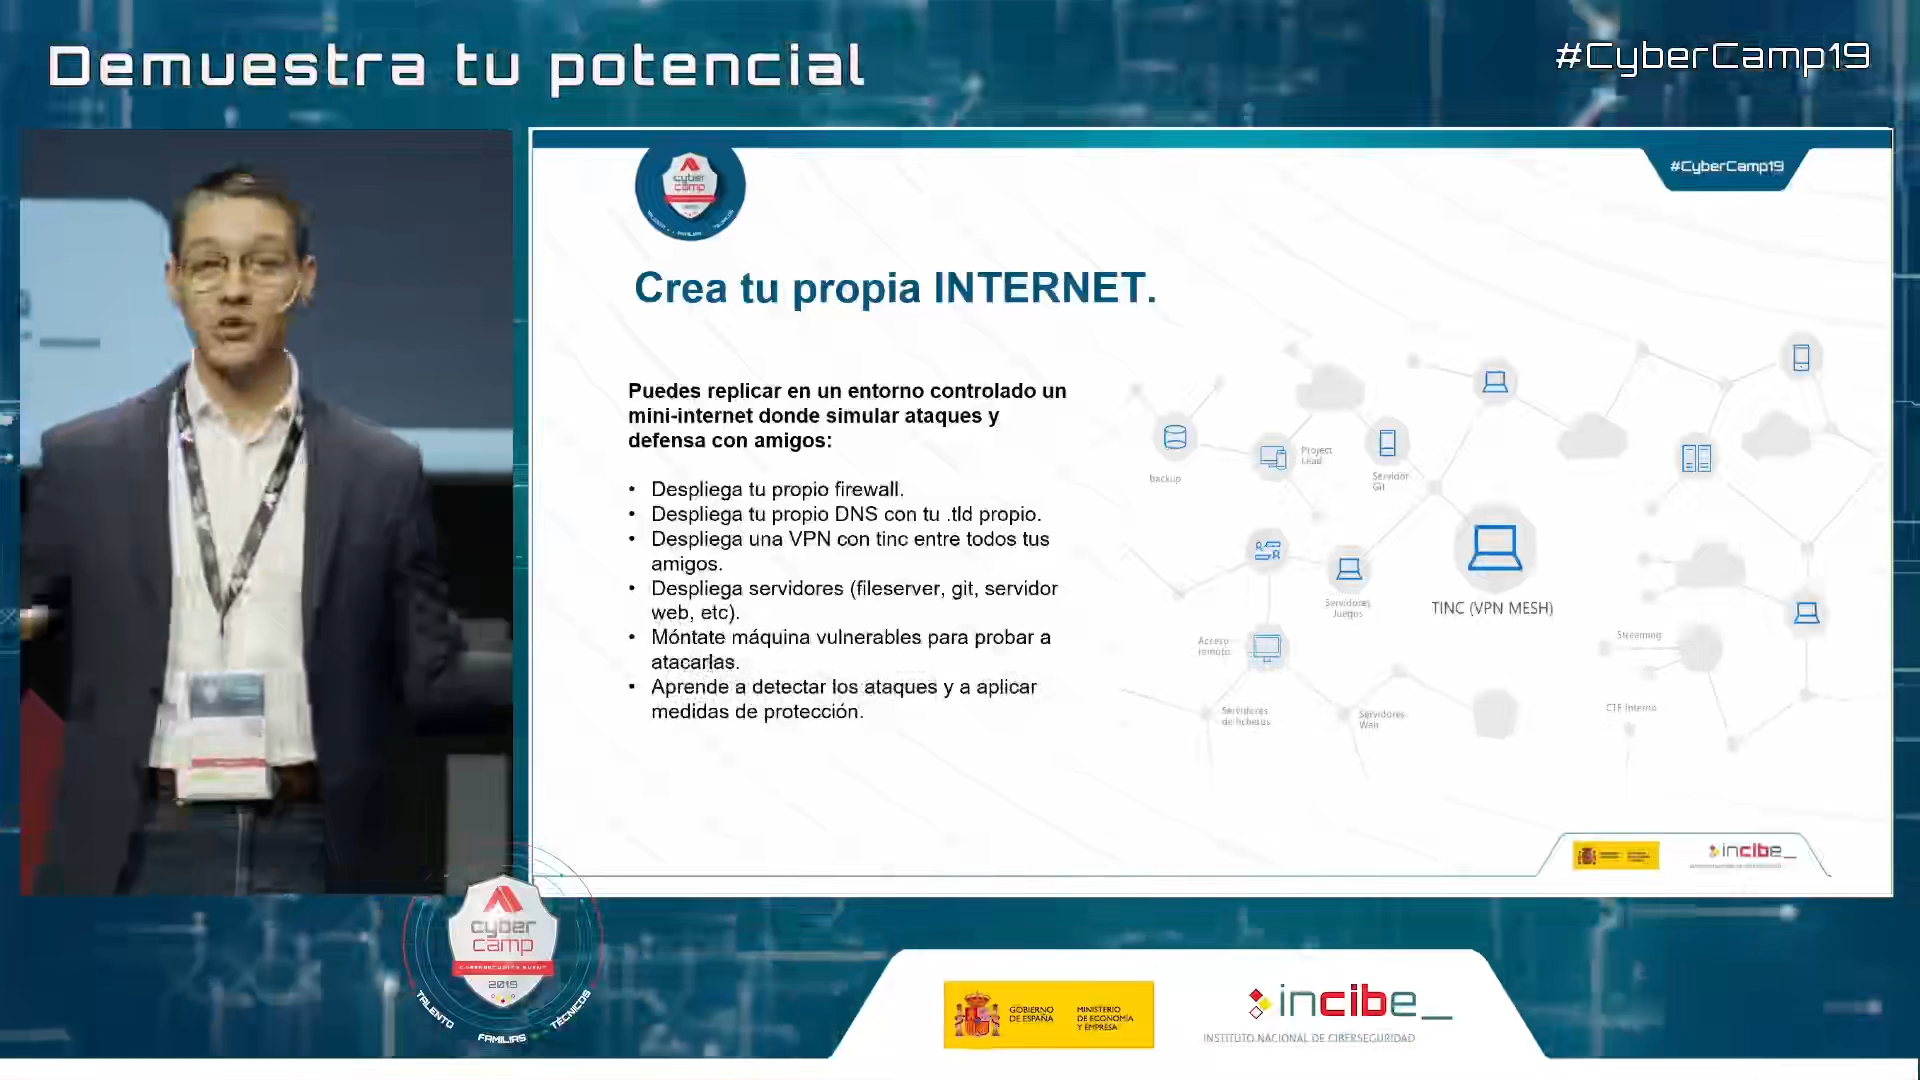 Demuestra tu potencial
#CyberCamp19
cyber
camp
#CyberCamp19
Crea tu propia INTERNET.
Puedes replicar en un entorno controlado un
mini-internet donde simular ataques y
defensa con amigos:
• Despliega tu propio firewall.
• Despliega tu propio DNS con tu .tld propio.
• Despliega una VPN con tinc entre todos tus
amigos.
• Despliega servidores (fileserver, git, servidor
web, etc).
• Móntate máquina vulnerables para probar a
atacarlas.
• Aprende a detectar los ataques y a aplicar
medidas de protección.
backup
Project
Lead
Servidor
Git
Servidores
Juegos
TINC (VPN MESH)
Acceso
remoto
Streaming
Servidores
de ficheros
Servidores
Web
CTF Interno
incibe_
cyber
camp
CYBERSECURITY EVENT
2019
TALENTO
FAMILIAS
TÉCNICOS
GOBIERNO
DE ESPAÑA
MINISTERIO
DE ECONOMÍA
Y EMPRESA
incibe_
INSTITUTO NACIONAL DE CIBERSEGURIDAD